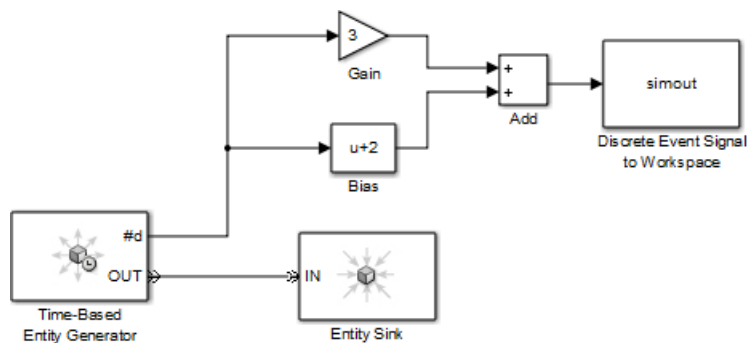 3
Gain
+
+
Add
simout
Discrete Event Signal
to Workspace
u+2
Bias
#d
OUT
Time-Based
Entity Generator
IN
Entity Sink